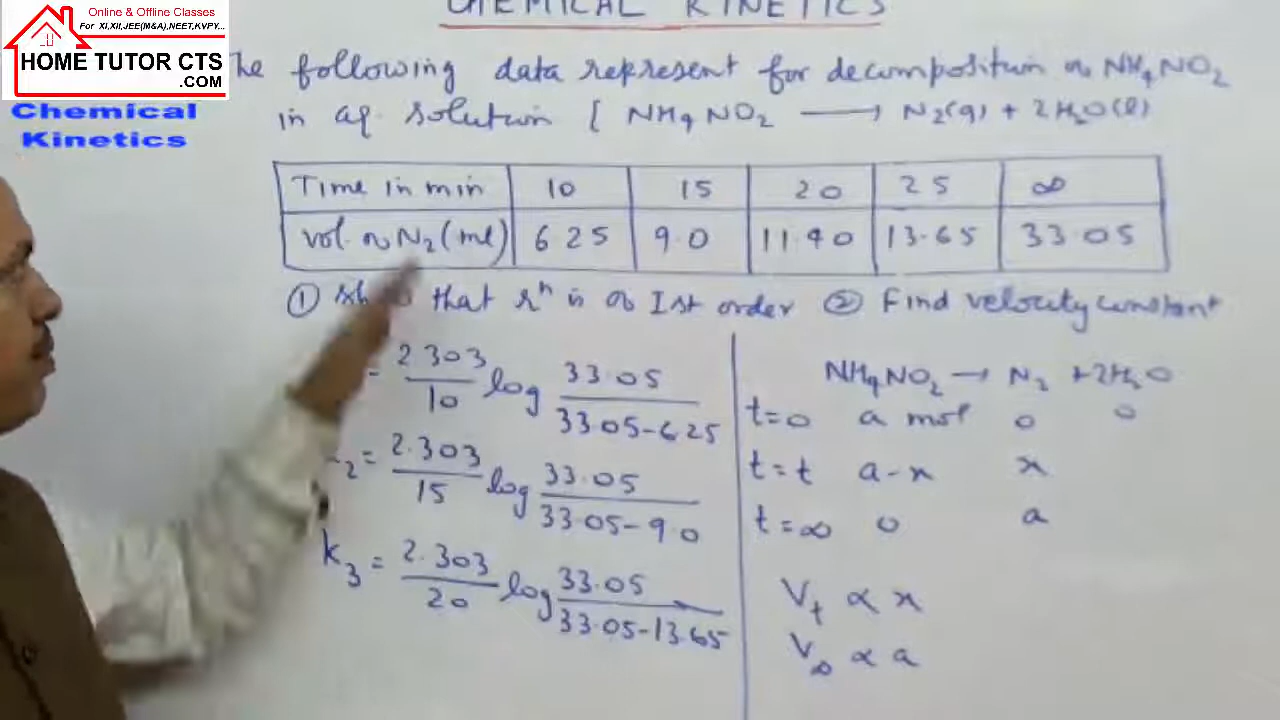 CHEMICAL KINETICS
Online & Offline Classes
For XI,XII,JEE(M&A),NEET,KVPY...
HOME TUTOR CTS
.COM
Chemical
Kinetics
he following data represent for decomposition of NH4NO2
in aq. solution [ NH4NO2 → N2(g) + 2H2O(l)
Time in min 10 15 20 25 ∞
vol. of N2(ml) 6.25 9.0 11.40 13.65 33.05
① that rn is of Ist order ② Find velocity constant
= 2.303/10 log 33.05/33.05-6.25
2 = 2.303/15 log 33.05/33.05-9.0
k3 = 2.303/20 log 33.05/33.05-13.65
NH4NO2 → N2 + 2H2O
t=0 a mol 0 0
t=t a-x x
t=∞ 0 a
Vt ∝ x
V∞ ∝ a